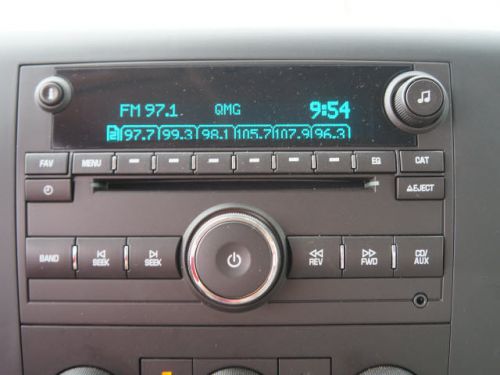 FM 97.1 QMG 9:54
2 97.7 99.3 98.1 105.7 107.9 96.3
FAV MENU EQ CAT
EJECT
BAND SEEK SEEK REV FWD CD/
AUX